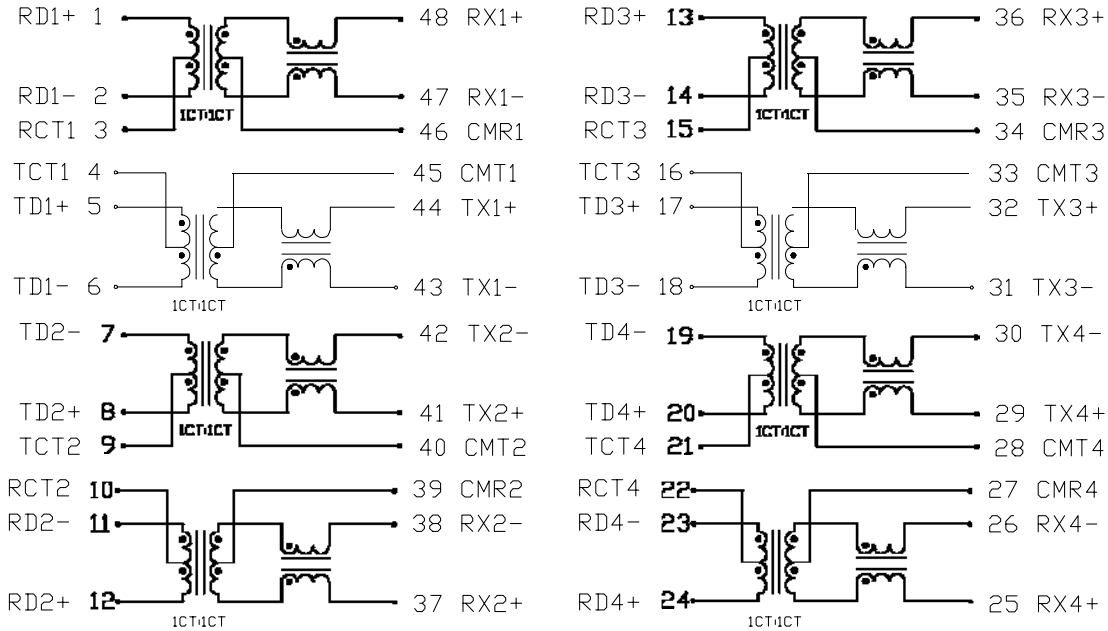 RD1+ 1 48 RX1+
RD1- 2 47 RX1-
1CT:1CT
RCT1 3 46 CMR1
TCT1 4 45 CMT1
TD1+ 5 44 TX1+
TD1- 6 43 TX1-
1CT:1CT
TD2- 7 42 TX2-
TD2+ 8 41 TX2+
1CT:1CT
TCT2 9 40 CMT2
RCT2 10 39 CMR2
RD2- 11 38 RX2-
RD2+ 12 37 RX2+
1CT:1CT
RD3+ 13 36 RX3+
RD3- 14 35 RX3-
1CT:1CT
RCT3 15 34 CMR3
TCT3 16 33 CMT3
TD3+ 17 32 TX3+
TD3- 18 31 TX3-
1CT:1CT
TD4- 19 30 TX4-
TD4+ 20 29 TX4+
1CT:1CT
TCT4 21 28 CMT4
RCT4 22 27 CMR4
RD4- 23 26 RX4-
RD4+ 24 25 RX4+
1CT:1CT